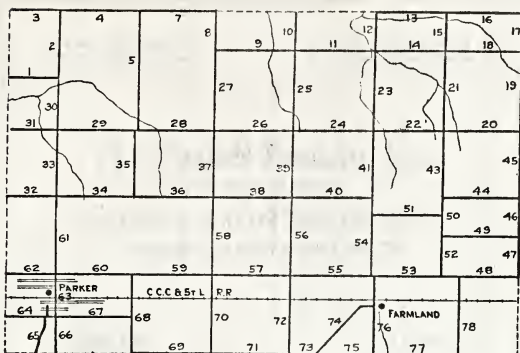 3 4 7 8 10 12 13 15 16 17
2 5 9 11 14 18 19
1 27 25 23 21
30
31 29 28 26 24 22 20
33 35 37 39 41 43 45
32 34 36 38 40 44
51 50 46
61 58 56 54 49
52 47
62 60 59 57 55 53 48
PARKER
63 C.C.C & ST L R.R
64 67 68 70 72 74 FARMLAND
65 66 69 71 73 75 76 77 78